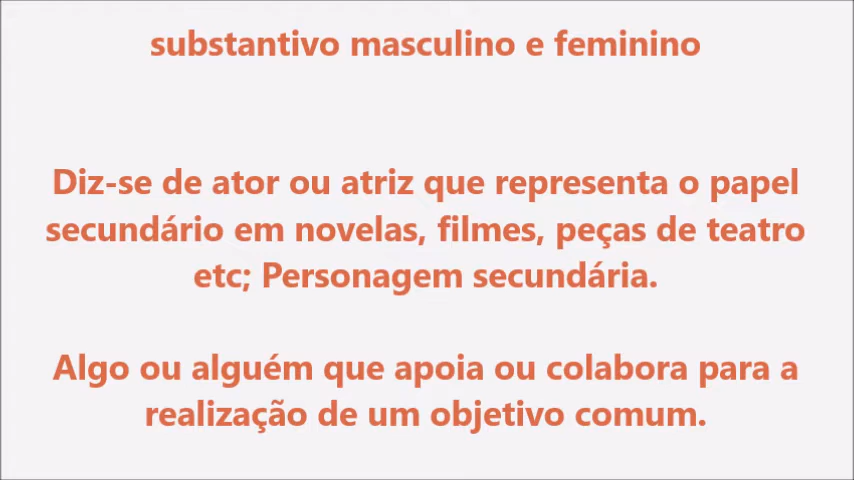 substantivo masculino e feminino
Diz-se de ator ou atriz que representa o papel
secundário em novelas, filmes, peças de teatro
etc; Personagem secundária.
Algo ou alguém que apoia ou colabora para a
realização de um objetivo comum.